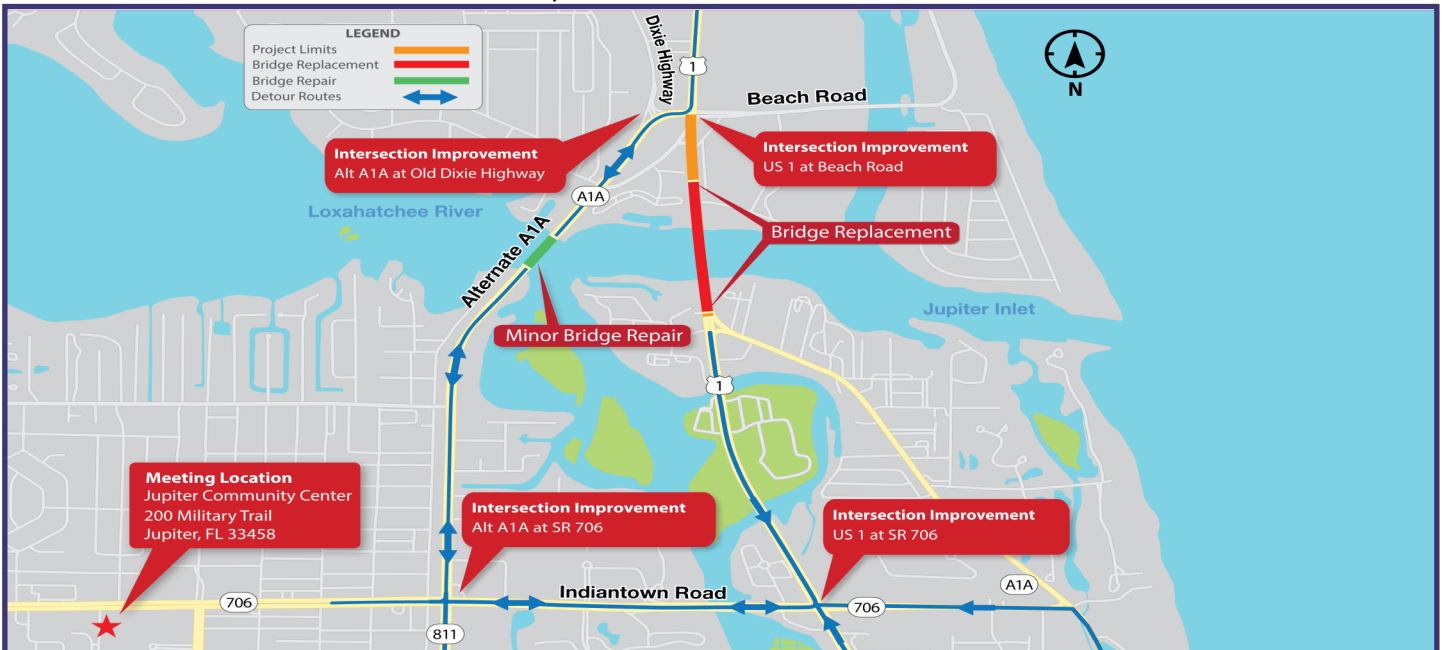 LEGEND
Project Limits
Bridge Replacement
Bridge Repair
Detour Routes
Dixie Highway
1
Beach Road
N
Intersection Improvement
Alt A1A at Old Dixie Highway
Intersection Improvement
US 1 at Beach Road
A1A
Loxahatchee River
Alternate A1A
Bridge Replacement
Jupiter Inlet
Minor Bridge Repair
1
Meeting Location
Jupiter Community Center
200 Military Trail
Jupiter, FL 33458
Intersection Improvement
Alt A1A at SR 706
Intersection Improvement
US 1 at SR 706
A1A
Indiantown Road
706
706
811